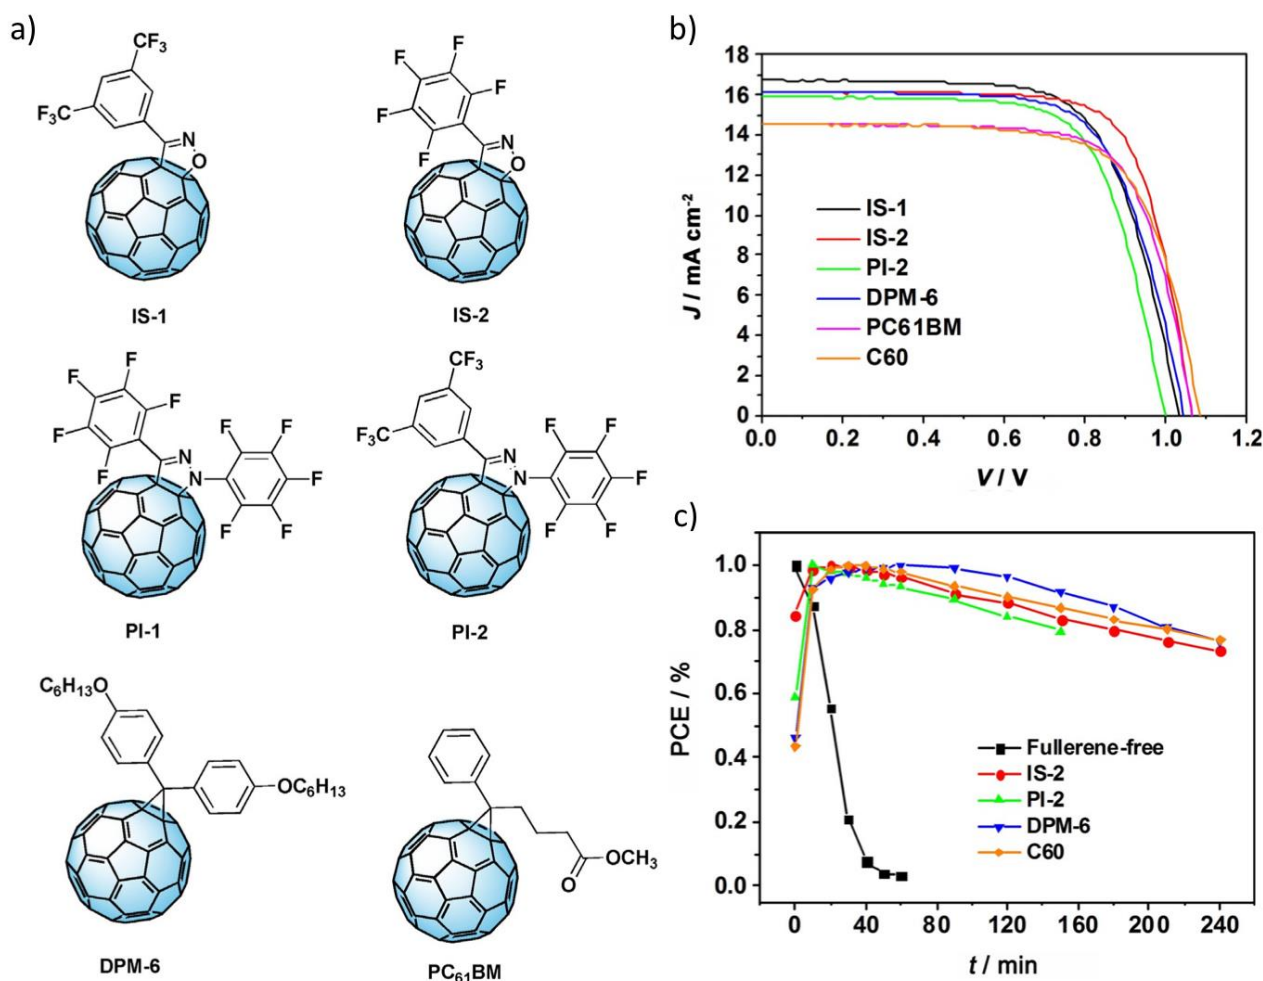 a)
CF3
F3C
N
O
IS-1
F
F
F
F
F
N
O
IS-2
F
F
F
F
F
N
N
F
F
F
F
F
PI-1
CF3
F3C
N
N
F
F
F
F
F
PI-2
C6H13O
OC6H13
DPM-6
OCH3
O
PC61BM
b)
18
16
14
12
10
8
6
4
2
0
J / mA cm-2
IS-1
IS-2
PI-2
DPM-6
PC61BM
C60
0.0 0.2 0.4 0.6 0.8 1.0 1.2
V / V
c)
1.0
0.8
0.6
0.4
0.2
0.0
PCE / %
Fullerene-free
IS-2
PI-2
DPM-6
C60
0 40 80 120 160 200 240
t / min